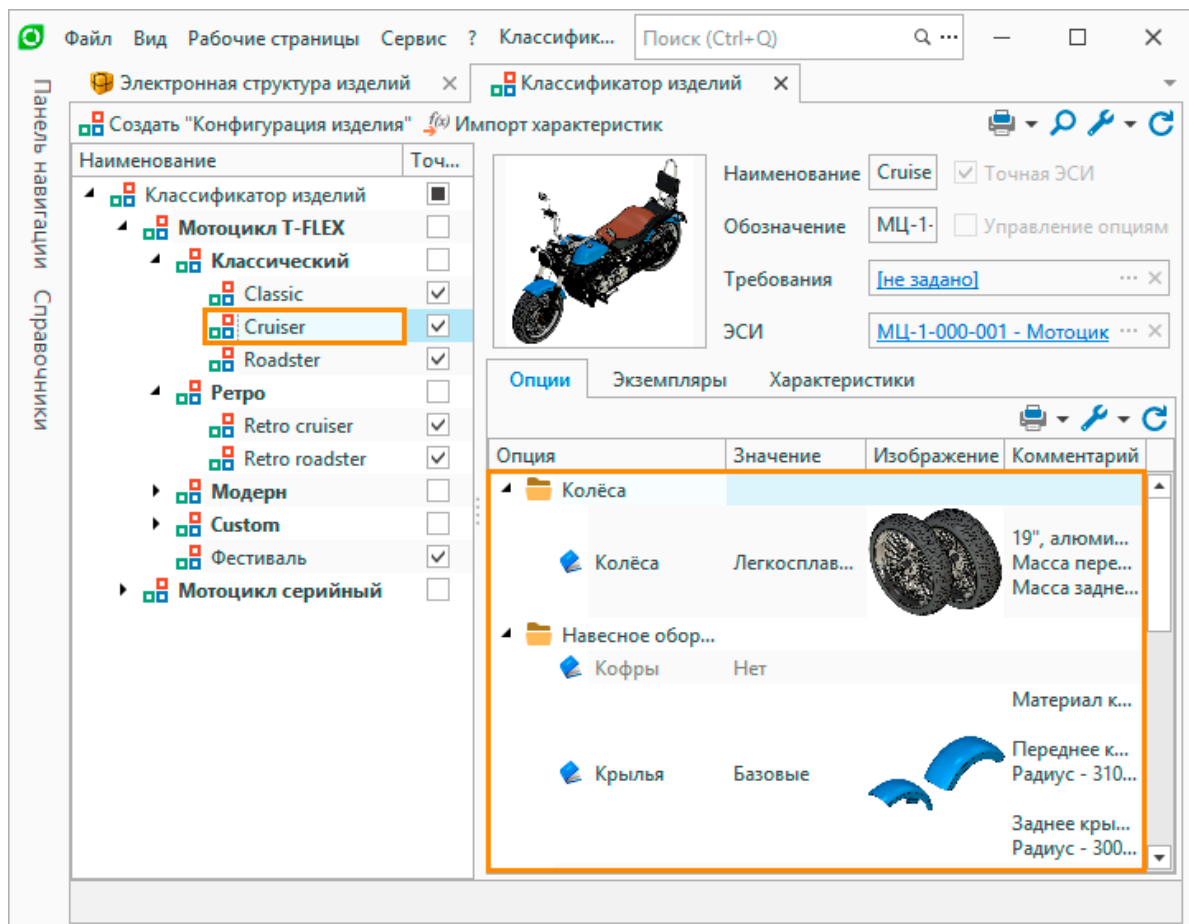 Файл Вид Рабочие страницы Сервис ? Классифик... Поиск (Ctrl+Q) ...
Панель навигации
Справочники
Электронная структура изделий
Классификатор изделий
Создать "Конфигурация изделия" f(x) Импорт характеристик
Наименование Точ...
Классификатор изделий
Мотоцикл T-FLEX
Классический
Classic
Cruiser
Roadster
Ретро
Retro cruiser
Retro roadster
Модерн
Custom
Фестиваль
Мотоцикл серийный
Наименование Cruise Точная ЭСИ
Обозначение МЦ-1- Управление опциям
Требования [не задано] ...
ЭСИ МЦ-1-000-001 - Мотоцик ...
Опции Экземпляры Характеристики
Опция Значение Изображение Комментарий
Колёса
Колёса Легкосплав... 19", алюми...
Масса пере...
Масса задне...
Навесное обор...
Кофры Нет
Материал к...
Переднее к...
Крылья Базовые Радиус - 310...
Заднее кры...
Радиус - 300...